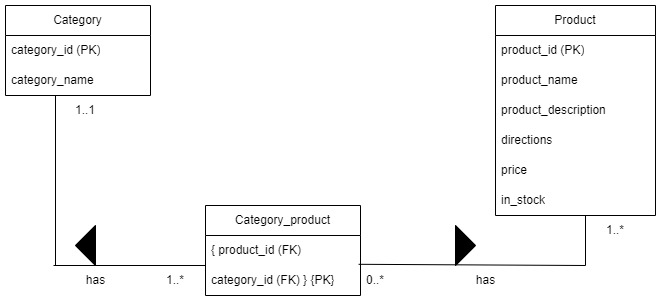 Category
category_id (PK)
category_name
1..1
Product
product_id (PK)
product_name
product_description
directions
price
in_stock
1..*
Category_product
{ product_id (FK)
category_id (FK) } {PK}
has
1..*
0..*
has